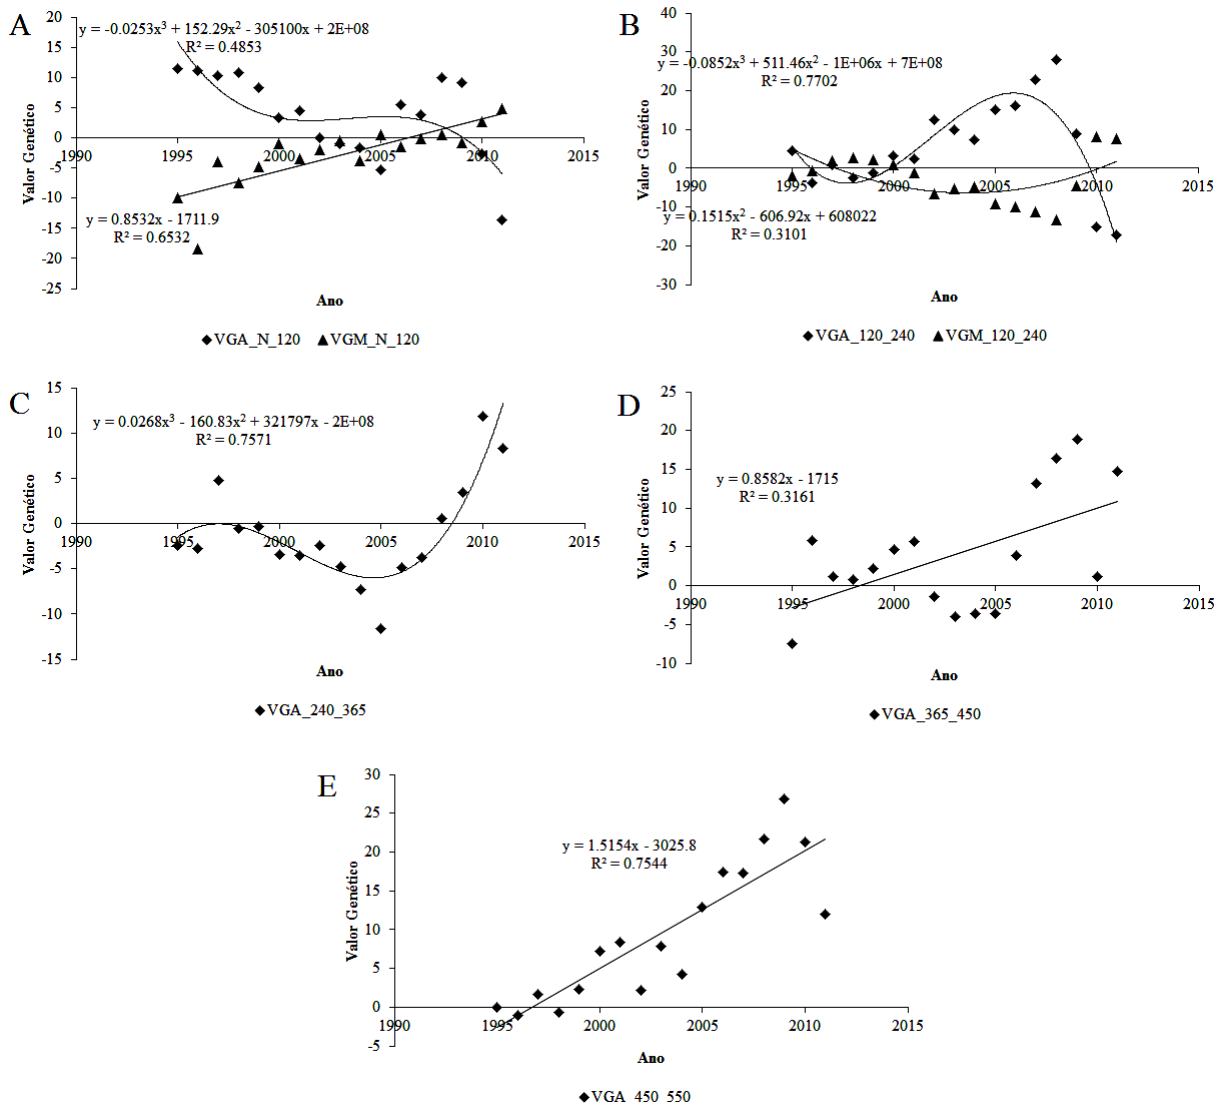 A
y = -0.0253x³ + 152.29x² - 305100x + 2E+08
R² = 0.4853
20
15
10
5
0
-5
-10
-15
-20
-25
1990
1995
2000
2005
2010
2015
Valor Genético
y = 0.8532x - 1711.9
R² = 0.6532
Ano
VGA_N_120 VGM_N_120
B
y = -0.0852x³ + 511.46x² - 1E+06x + 7E+08
R² = 0.7702
40
30
20
10
0
-10
-20
-30
1990
1995
2000
2005
2010
2015
Valor Genético
y = 0.1515x² - 606.92x + 608022
R² = 0.3101
Ano
VGA_120_240 VGM_120_240
C
y = 0.0268x³ - 160.83x² + 321797x - 2E+08
R² = 0.7571
15
10
5
0
-5
-10
-15
1990
1995
2000
2005
2010
2015
Valor Genético
Ano
VGA_240_365
D
y = 0.8582x - 1715
R² = 0.3161
25
20
15
10
5
0
-5
-10
1990
1995
2000
2005
2010
2015
Valor Genético
Ano
VGA_365_450
E
y = 1.5154x - 3025.8
R² = 0.7544
30
25
20
15
10
5
0
-5
1990
1995
2000
2005
2010
2015
Valor Genético
Ano
VGA_450_550